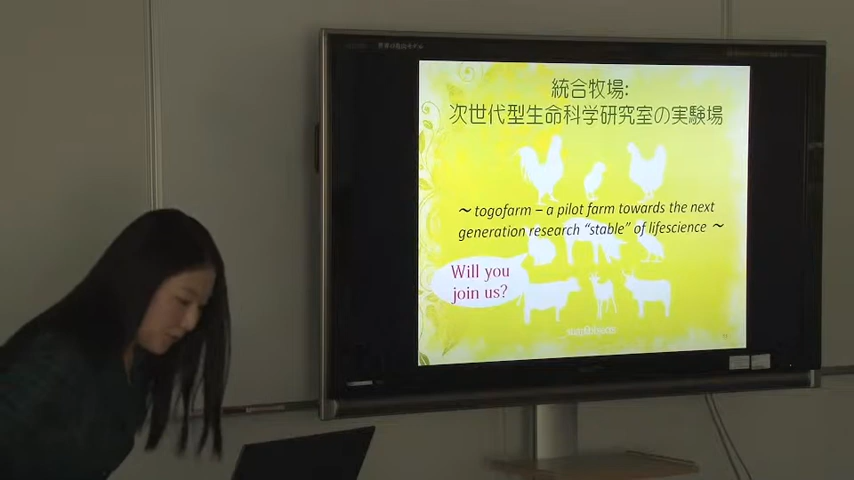 統合牧場:
次世代型生命科学研究室の実験場
～ togofarm – a pilot farm towards the next
generation research “stable” of lifescience ～
Will you
join us?